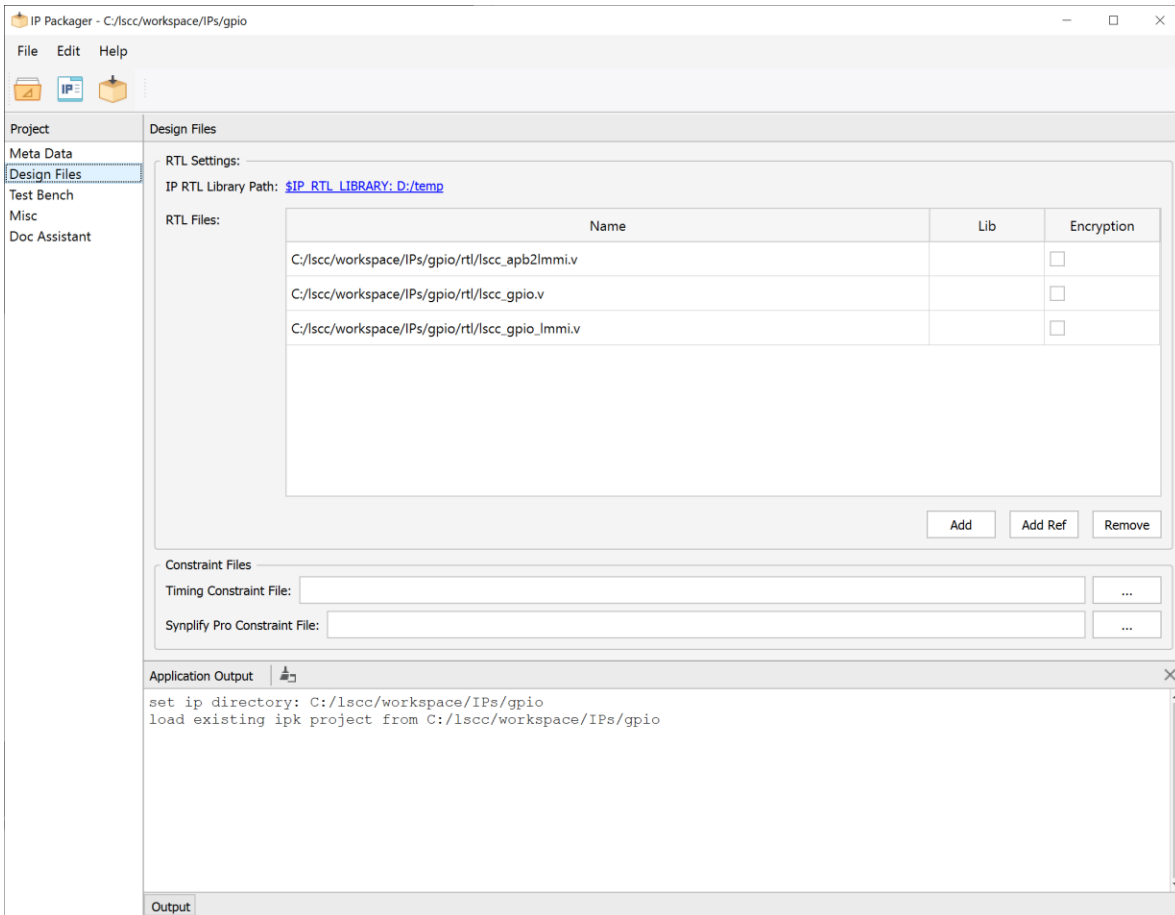 IP Packager - C:/lscc/workspace/IPs/gpio
File Edit Help
IP
Project
Meta Data
Design Files
Test Bench
Misc
Doc Assistant
Design Files
RTL Settings:
IP RTL Library Path: $IP_RTL_LIBRARY: D:/temp
RTL Files:
Name Lib Encryption
C:/lscc/workspace/IPs/gpio/rtl/lscc_apb2lmmi.v
C:/lscc/workspace/IPs/gpio/rtl/lscc_gpio.v
C:/lscc/workspace/IPs/gpio/rtl/lscc_gpio_lmmi.v
Add Add Ref Remove
Constraint Files
Timing Constraint File: ...
Synplify Pro Constraint File: ...
Application Output
set ip directory: C:/lscc/workspace/IPs/gpio
load existing ipk project from C:/lscc/workspace/IPs/gpio
Output